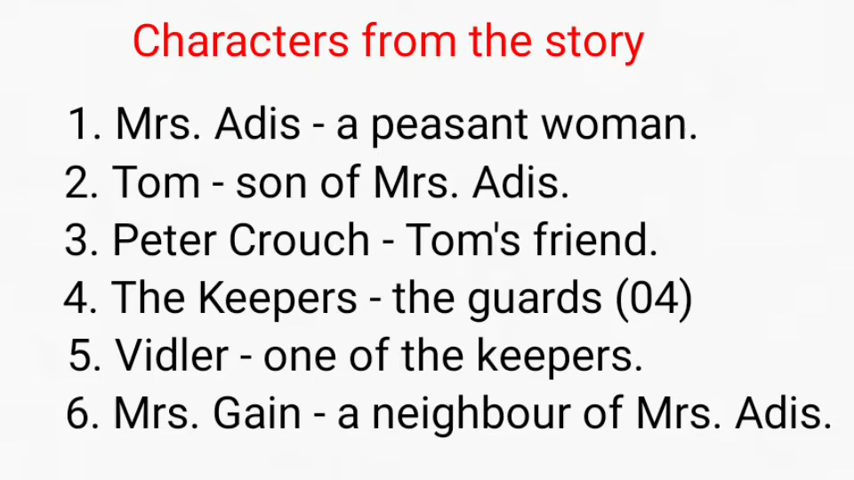 Characters from the story
1. Mrs. Adis - a peasant woman.
2. Tom - son of Mrs. Adis.
3. Peter Crouch - Tom's friend.
4. The Keepers - the guards (04)
5. Vidler - one of the keepers.
6. Mrs. Gain - a neighbour of Mrs. Adis.